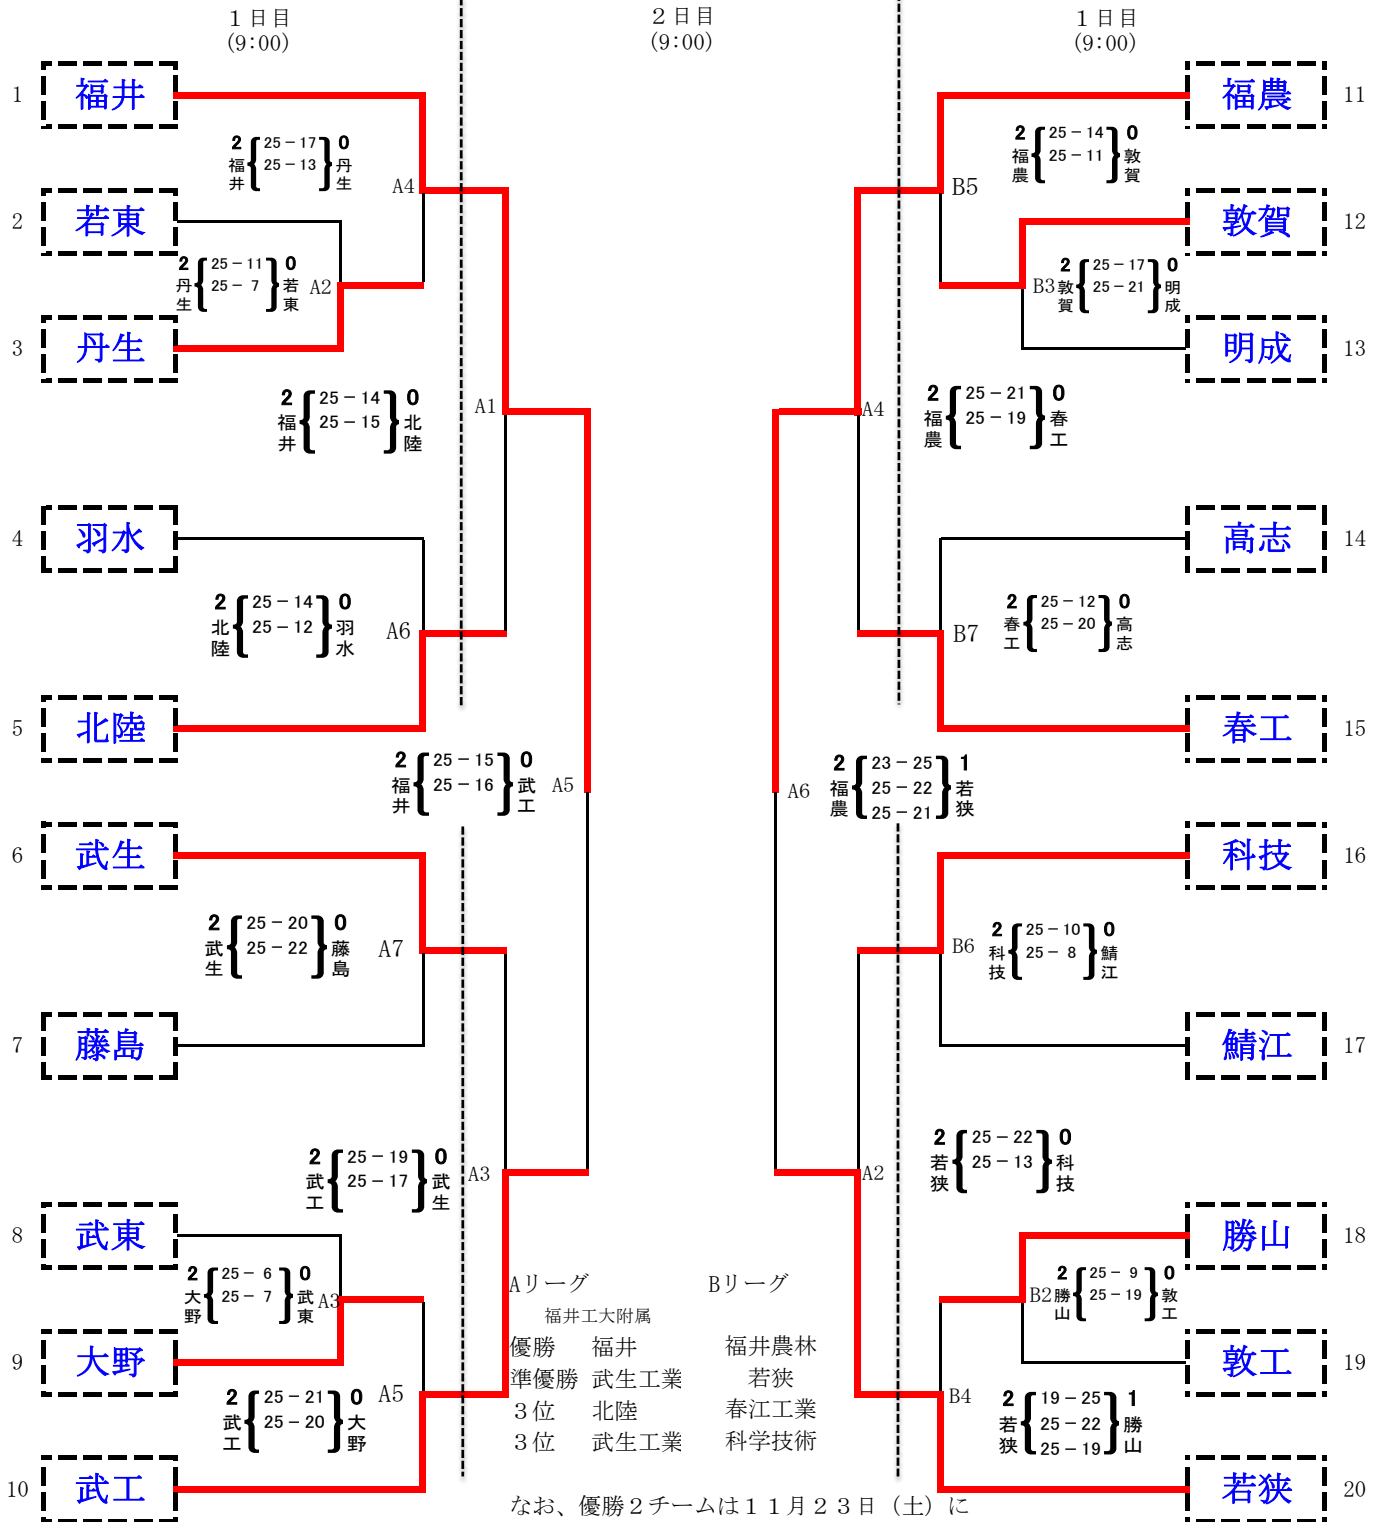 １日目
(9:00)
２日目
(9:00)
１日目
(9:00)
1 福井
2 若東
3 丹生
4 羽水
5 北陸
6 武生
7 藤島
8 武東
9 大野
10 武工
福農 11
敦賀 12
明成 13
高志 14
春工 15
科技 16
鯖江 17
勝山 18
敦工 19
若狭 20
2 25－17 0
福井 25－13 丹生
A4
2 25－11 0
丹生 25－ 7 若東
A2
2 25－14 0
福井 25－15 北陸
A1
2 25－14 0
北陸 25－12 羽水
A6
2 25－15 0
福井 25－16 武工
A5
2 25－20 0
武生 25－22 藤島
A7
2 25－19 0
武工 25－17 武生
A3
2 25－ 6 0
大野 25－ 7 武東
A3
2 25－21 0
武工 25－20 大野
A5
2 25－14 0
福農 25－11 敦賀
B5
2 25－17 0
敦賀 25－21 明成
B3
2 25－21 0
福農 25－19 春工
A4
2 25－12 0
春工 25－20 高志
B7
2 23－25 1
福農 25－22 若狭
25－21
A6
2 25－10 0
科技 25－ 8 鯖江
B6
2 25－22 0
若狭 25－13 科技
A2
2 25－ 9 0
勝山 25－19 敦工
B2
2 19－25 1
若狭 25－22 勝山
25－19
B4
Aリーグ Bリーグ
福井工大附属
優勝 福井 福井農林
準優勝 武生工業 若狭
３位 北陸 春江工業
３位 武生工業 科学技術
なお、優勝２チームは１１月２３日（土）に